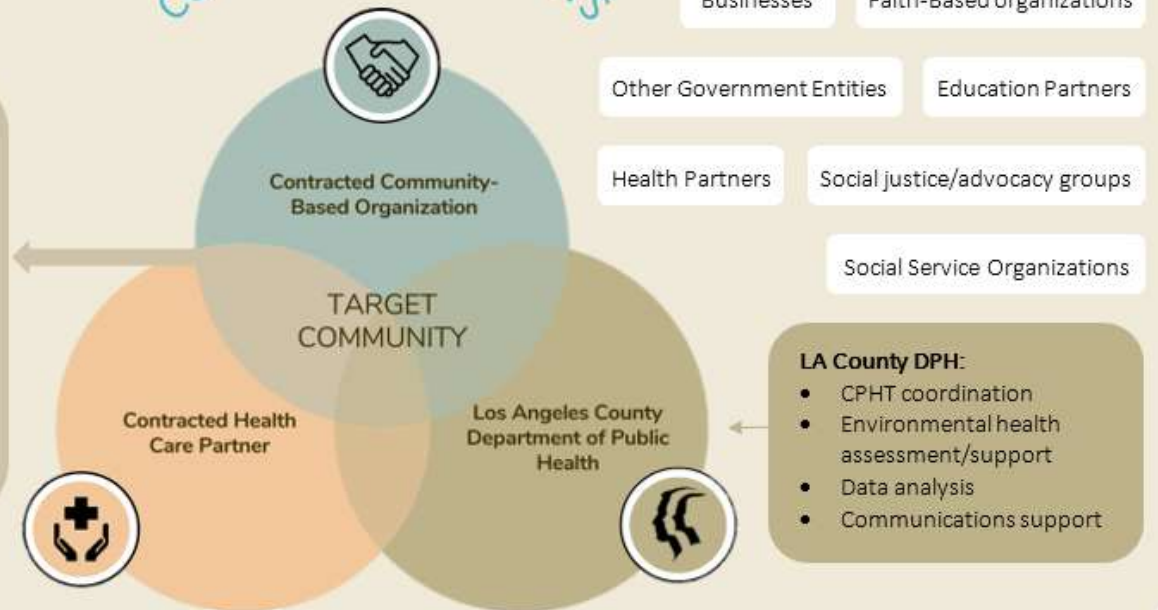 Businesses
Faith-Based organizations
Other Government Entities
Education Partners
Health Partners
Social justice/advocacy groups
Social Service Organizations
Contracted Community-
Based Organization
TARGET
COMMUNITY
Contracted Health
Care Partner
Los Angeles County
Department of Public
Health
LA County DPH:
• CPHT coordination
• Environmental health
assessment/support
• Data analysis
• Communications support